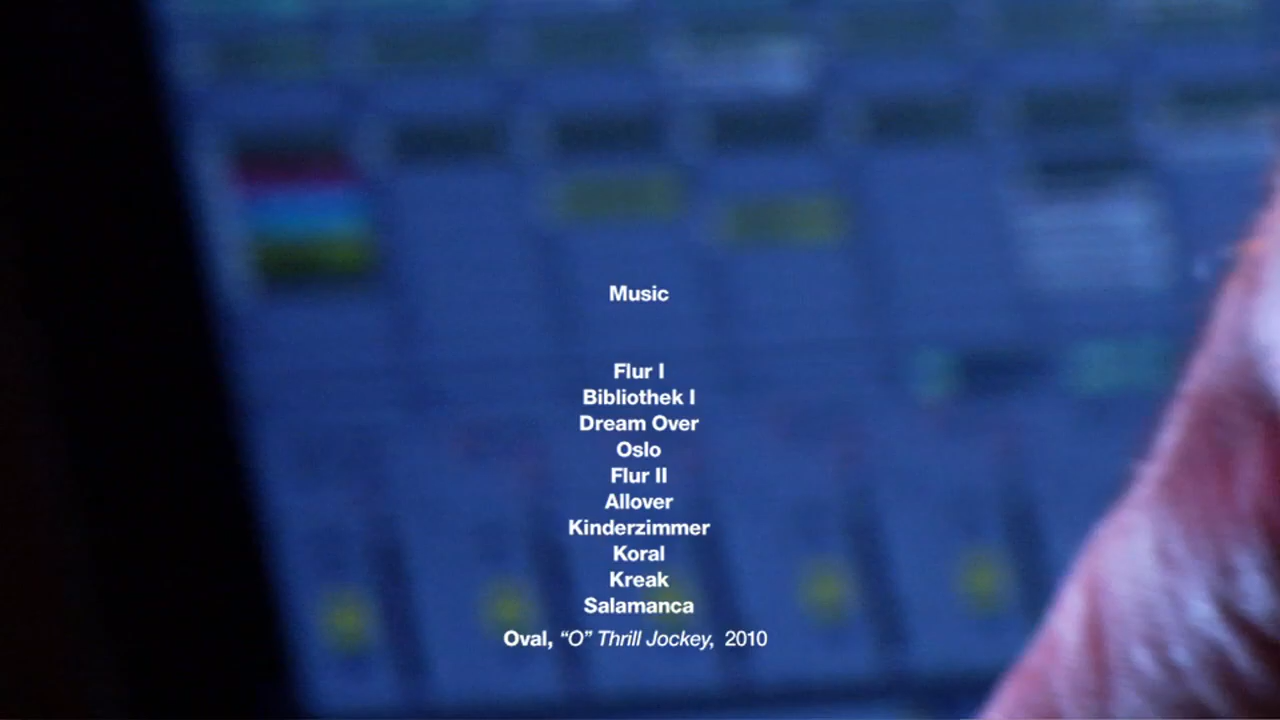 Music
Flur I
Bibliothek I
Dream Over
Oslo
Flur II
Allover
Kinderzimmer
Koral
Kreak
Salamanca
Oval, “O” Thrill Jockey, 2010